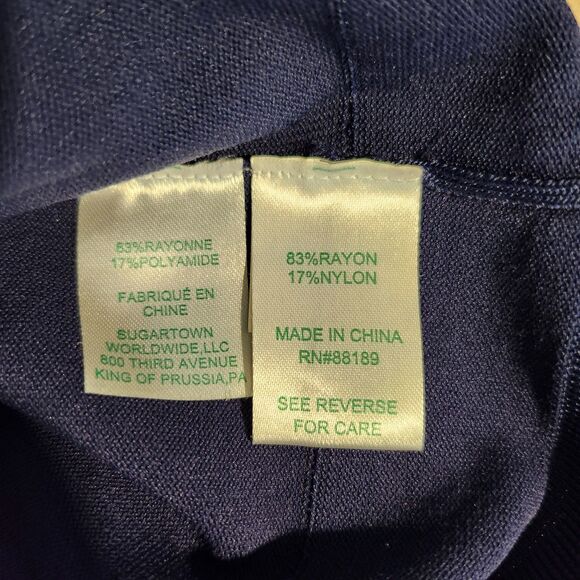 83%RAYONNE
17%POLYAMIDE
FABRIQUÉ EN
CHINE
SUGARTOWN
WORLDWIDE,LLC
800 THIRD AVENUE
KING OF PRUSSIA,PA
83%RAYON
17%NYLON
MADE IN CHINA
RN#88189
SEE REVERSE
FOR CARE